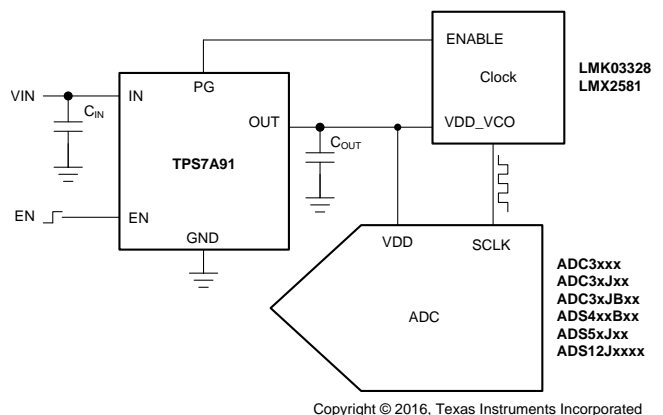 ENABLE
Clock
LMK03328
LMX2581
VIN
CIN
IN
PG
OUT
VDD_VCO
COUT
TPS7A91
EN
EN
GND
VDD
SCLK
ADC
ADC3xxx
ADC3xJxx
ADC3xJBxx
ADS4xxBxx
ADS5xJxx
ADS12Jxxxx
Copyright © 2016, Texas Instruments Incorporated